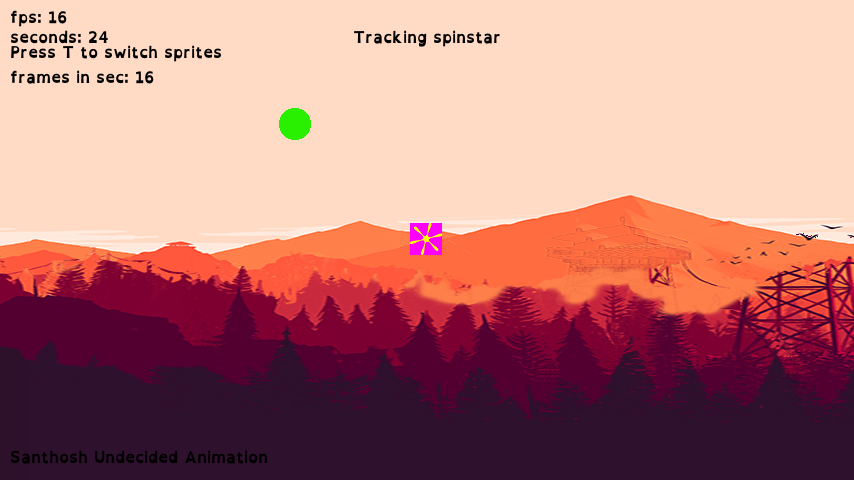 fps: 16
seconds: 24
Press T to switch sprites
frames in sec: 16
Tracking spinstar
Santhosh Undecided Animation